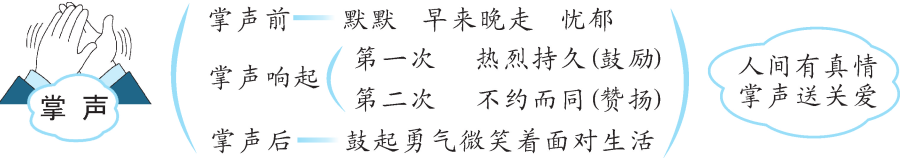 掌声
掌声前 默默 早来晚走 忧郁
掌声响起
第一次 热烈持久(鼓励)
第二次 不约而同(赞扬)
掌声后 鼓起勇气微笑着面对生活
人间有真情
掌声送关爱